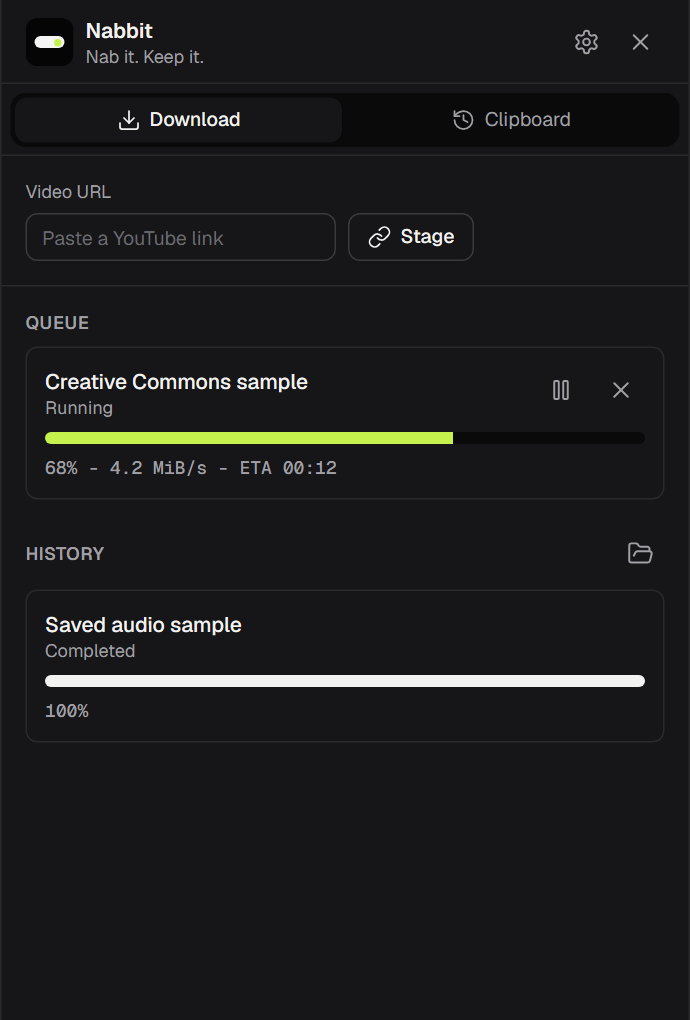 Nabbit
Nab it. Keep it.
Download
Clipboard
Video URL
Paste a YouTube link
Stage
QUEUE
Creative Commons sample
Running
68% - 4.2 MiB/s - ETA 00:12
HISTORY
Saved audio sample
Completed
100%